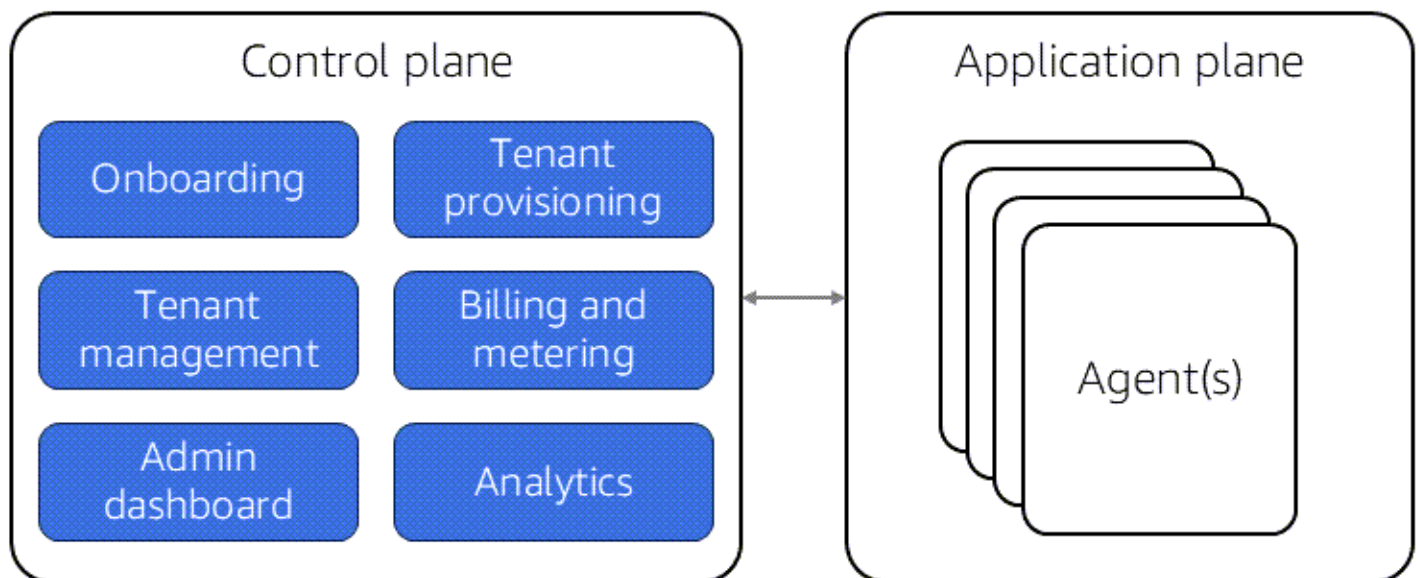 Control plane
Onboarding
Tenant
provisioning
Tenant
management
Billing and
metering
Admin
dashboard
Analytics
Application plane
Agent(s)